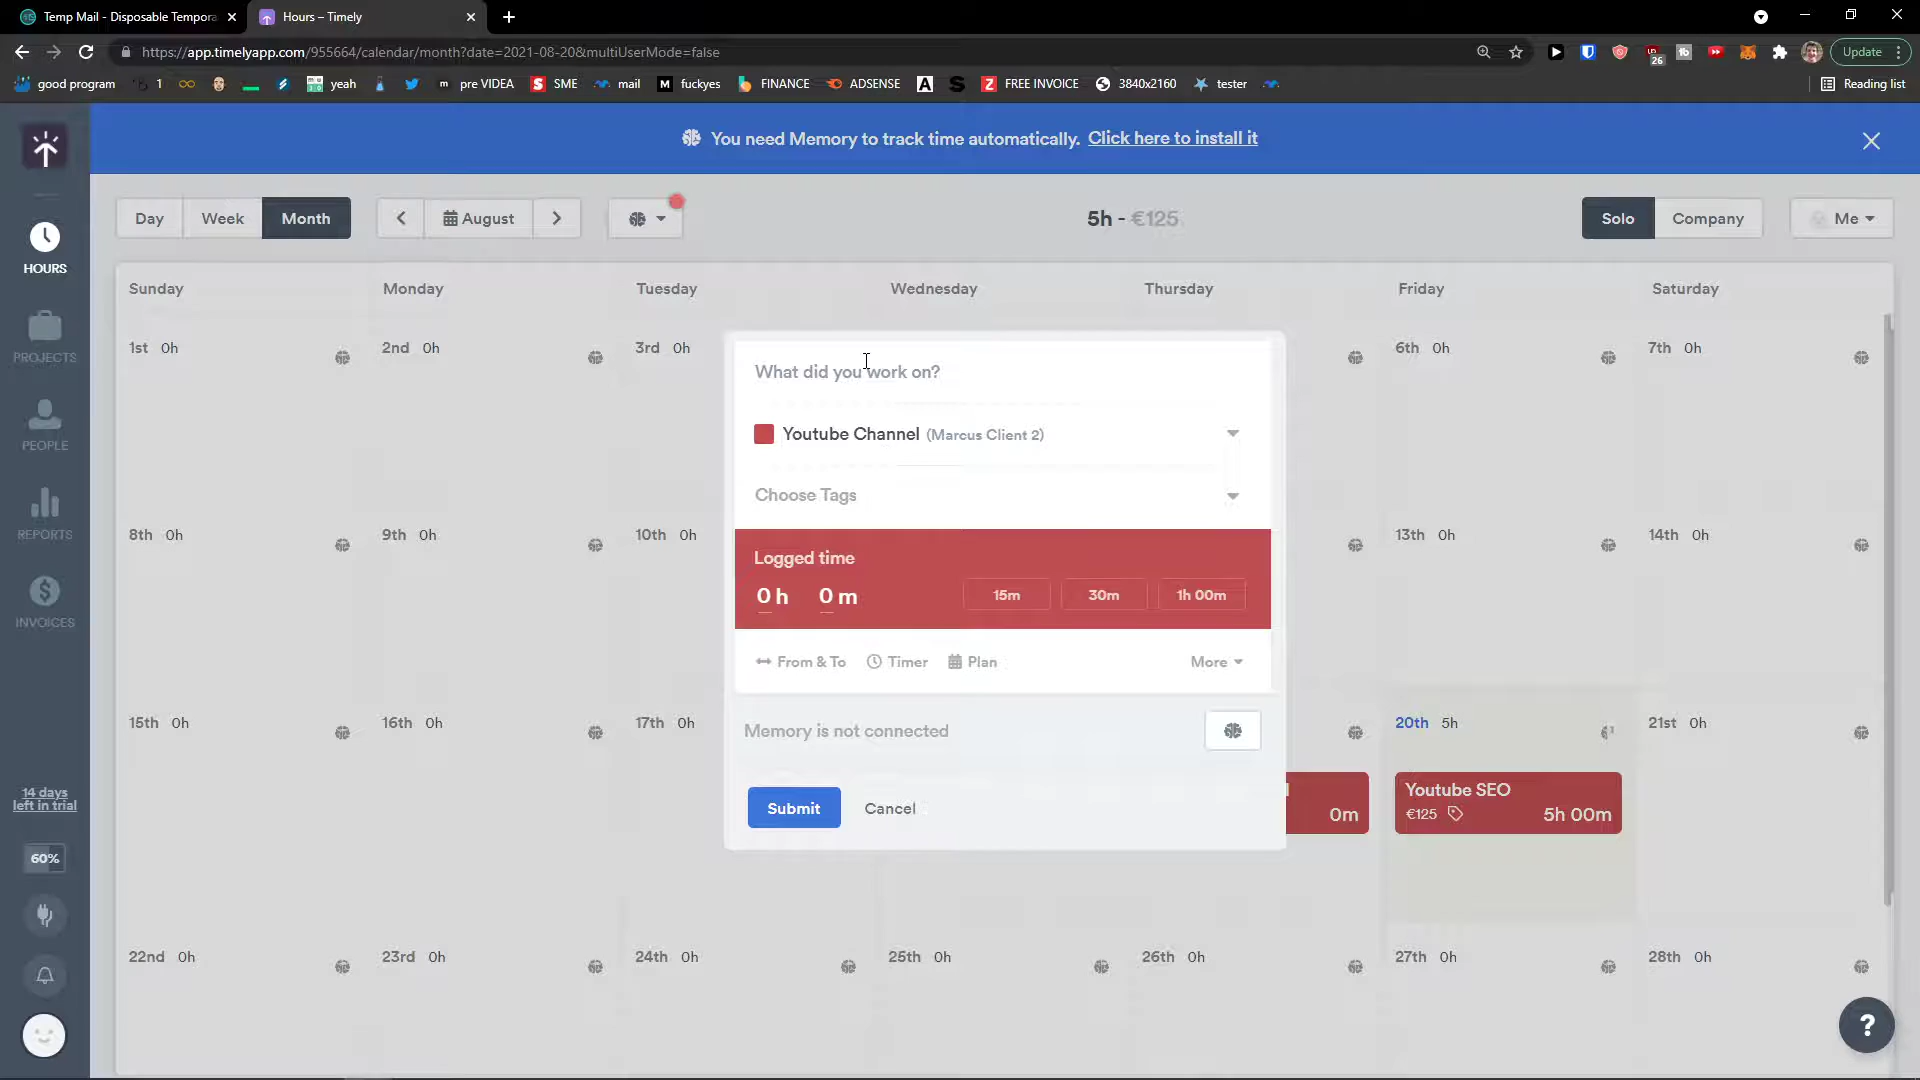 Temp Mail - Disposable Tempora
Hours – Timely
https://app.timelyapp.com/955664/calendar/month?date=2021-08-20&multiUserMode=false
26
Update
good program
1
yeah
pre VIDEA
SME
mail
fuckyes
FINANCE
ADSENSE
FREE INVOICE
3840x2160
tester
Reading list
You need Memory to track time automatically. Click here to install it
Day
Week
Month
August
5h - €125
Solo
Company
Me
HOURS
PROJECTS
PEOPLE
REPORTS
INVOICES
14 days
left in trial
60%
Sunday
Monday
Tuesday
Wednesday
Thursday
Friday
Saturday
1st 0h
2nd 0h
3rd 0h
6th 0h
7th 0h
What did you work on?
Youtube Channel (Marcus Client 2)
Choose Tags
8th 0h
9th 0h
10th 0h
13th 0h
14th 0h
Logged time
0 h 0 m
15m
30m
1h 00m
From & To
Timer
Plan
More
15th 0h
16th 0h
17th 0h
20th 5h
21st 0h
Memory is not connected
Submit
Cancel
0m
Youtube SEO
€125
5h 00m
22nd 0h
23rd 0h
24th 0h
25th 0h
26th 0h
27th 0h
28th 0h
?